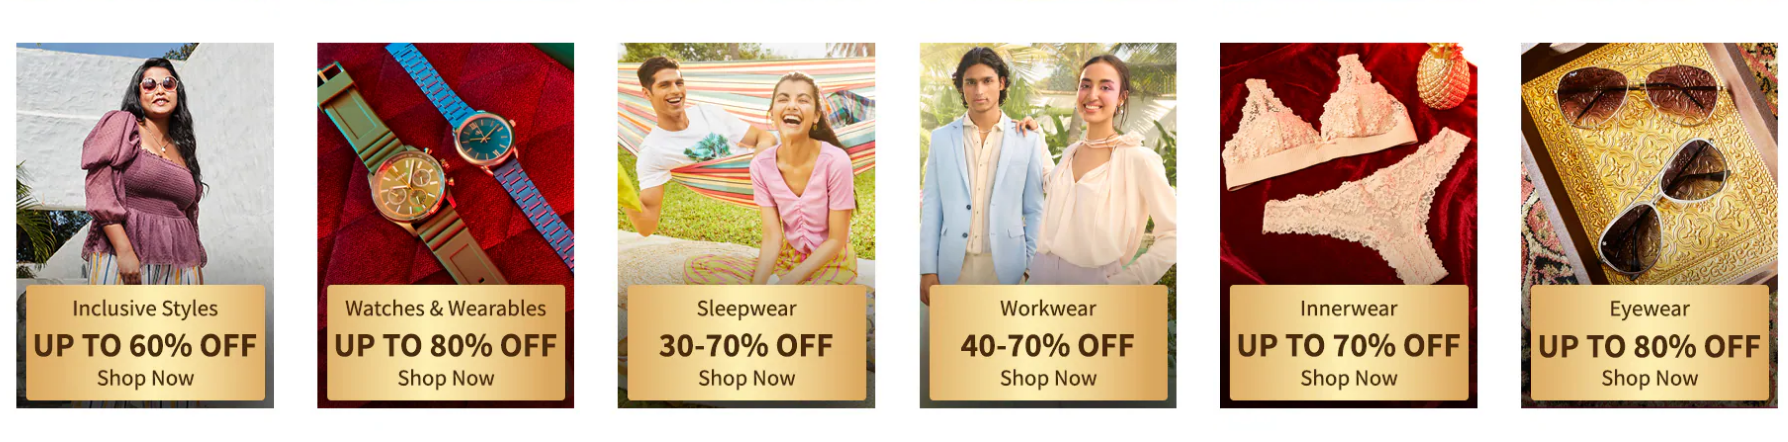 Inclusive Styles
UP TO 60% OFF
Shop Now
Watches & Wearables
UP TO 80% OFF
Shop Now
Sleepwear
30-70% OFF
Shop Now
Workwear
40-70% OFF
Shop Now
Innerwear
UP TO 70% OFF
Shop Now
Eyewear
UP TO 80% OFF
Shop Now